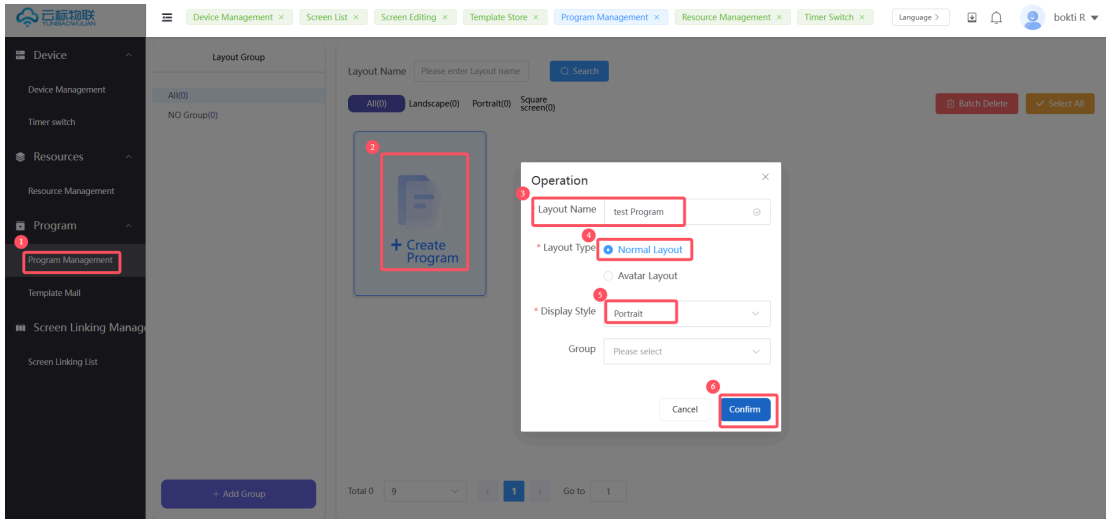 云标物联
YUNBIAOWULIAN
Device Management ×
Screen List ×
Screen Editing ×
Template Store ×
Program Management ×
Resource Management ×
Timer Switch ×
Language >
bokti R
Device
Device Management
Timer switch
Resources
Resource Management
Program
1
Program Management
Template Mall
Screen Linking Manag
Screen Linking List
Layout Group
All(0)
NO Group(0)
+ Add Group
Layout Name
Please enter Layout name
Search
All(0)
Landscape(0)
Portrait(0)
Square
screen(0)
Batch Delete
Select All
2
+ Create
Program
Operation
3
Layout Name
test Program
4
* Layout Type
Normal Layout
Avatar Layout
5
* Display Style
Portrait
Group
Please select
6
Cancel
Confirm
Total 0
9
< 1 >
Go to
1